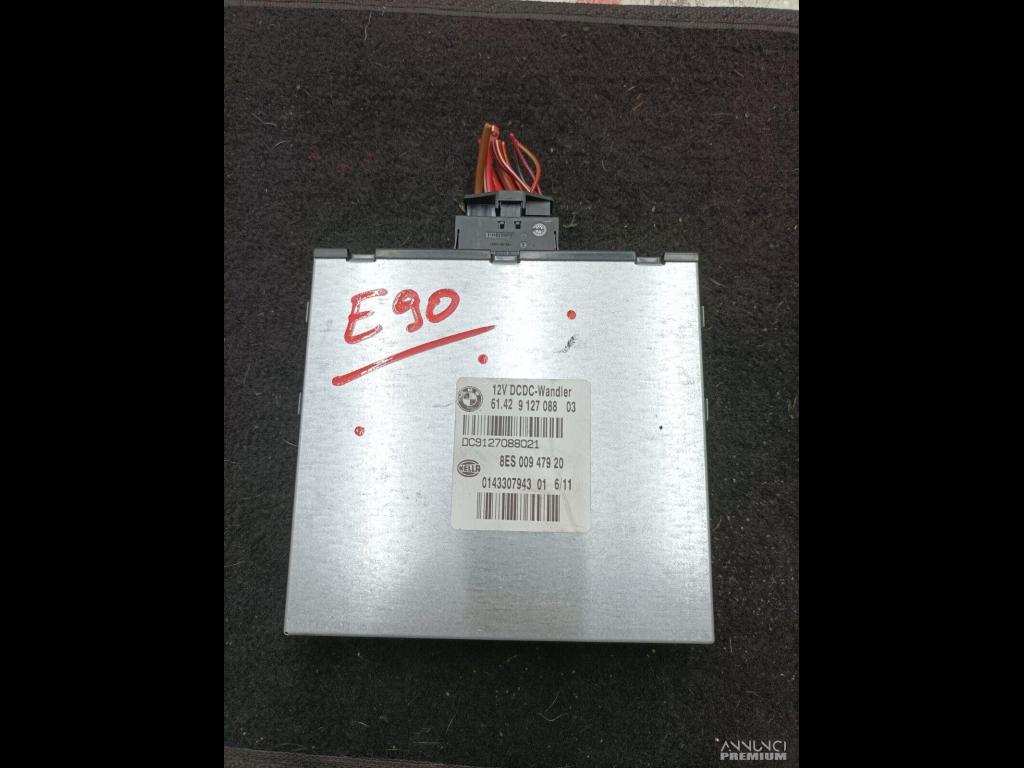 E90
12V DCDC-Wandler
61.42 9 127 088 03
DC9127088021
8ES 009 479 20
HELLA
0143307943 01 6/11
ANNUNCI
PREMIUM